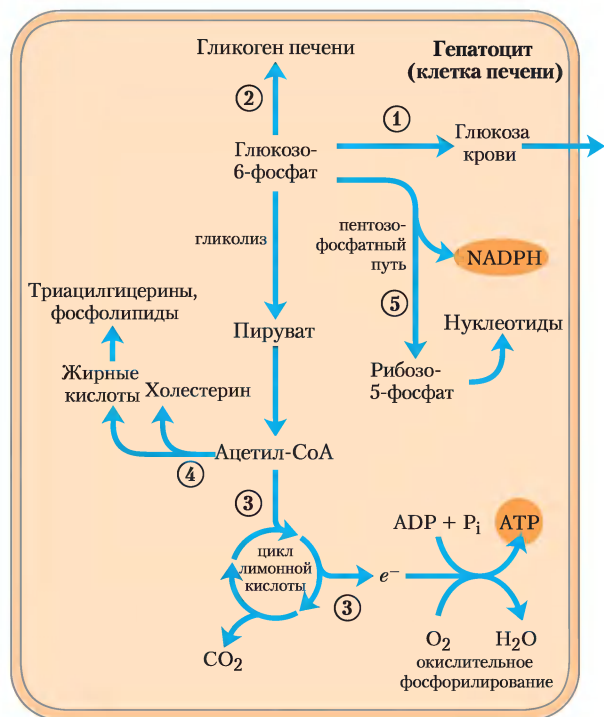 Гликоген печени
Гепатоцит
(клетка печени)
2
1
Глюкозо-
6-фосфат
Глюкоза
крови
гликолиз
пентозо-
фосфатный
путь
NADPH
5
Триацилгицерины,
фосфолипиды
Пируват
Нуклеотиды
Рибозо-
5-фосфат
Жирные
кислоты
Холестерин
4
Ацетил-CoA
3
цикл
лимонной
кислоты
3
e−
ADP + Pi
ATP
CO2
O2
H2O
окислительное
фосфорилирование